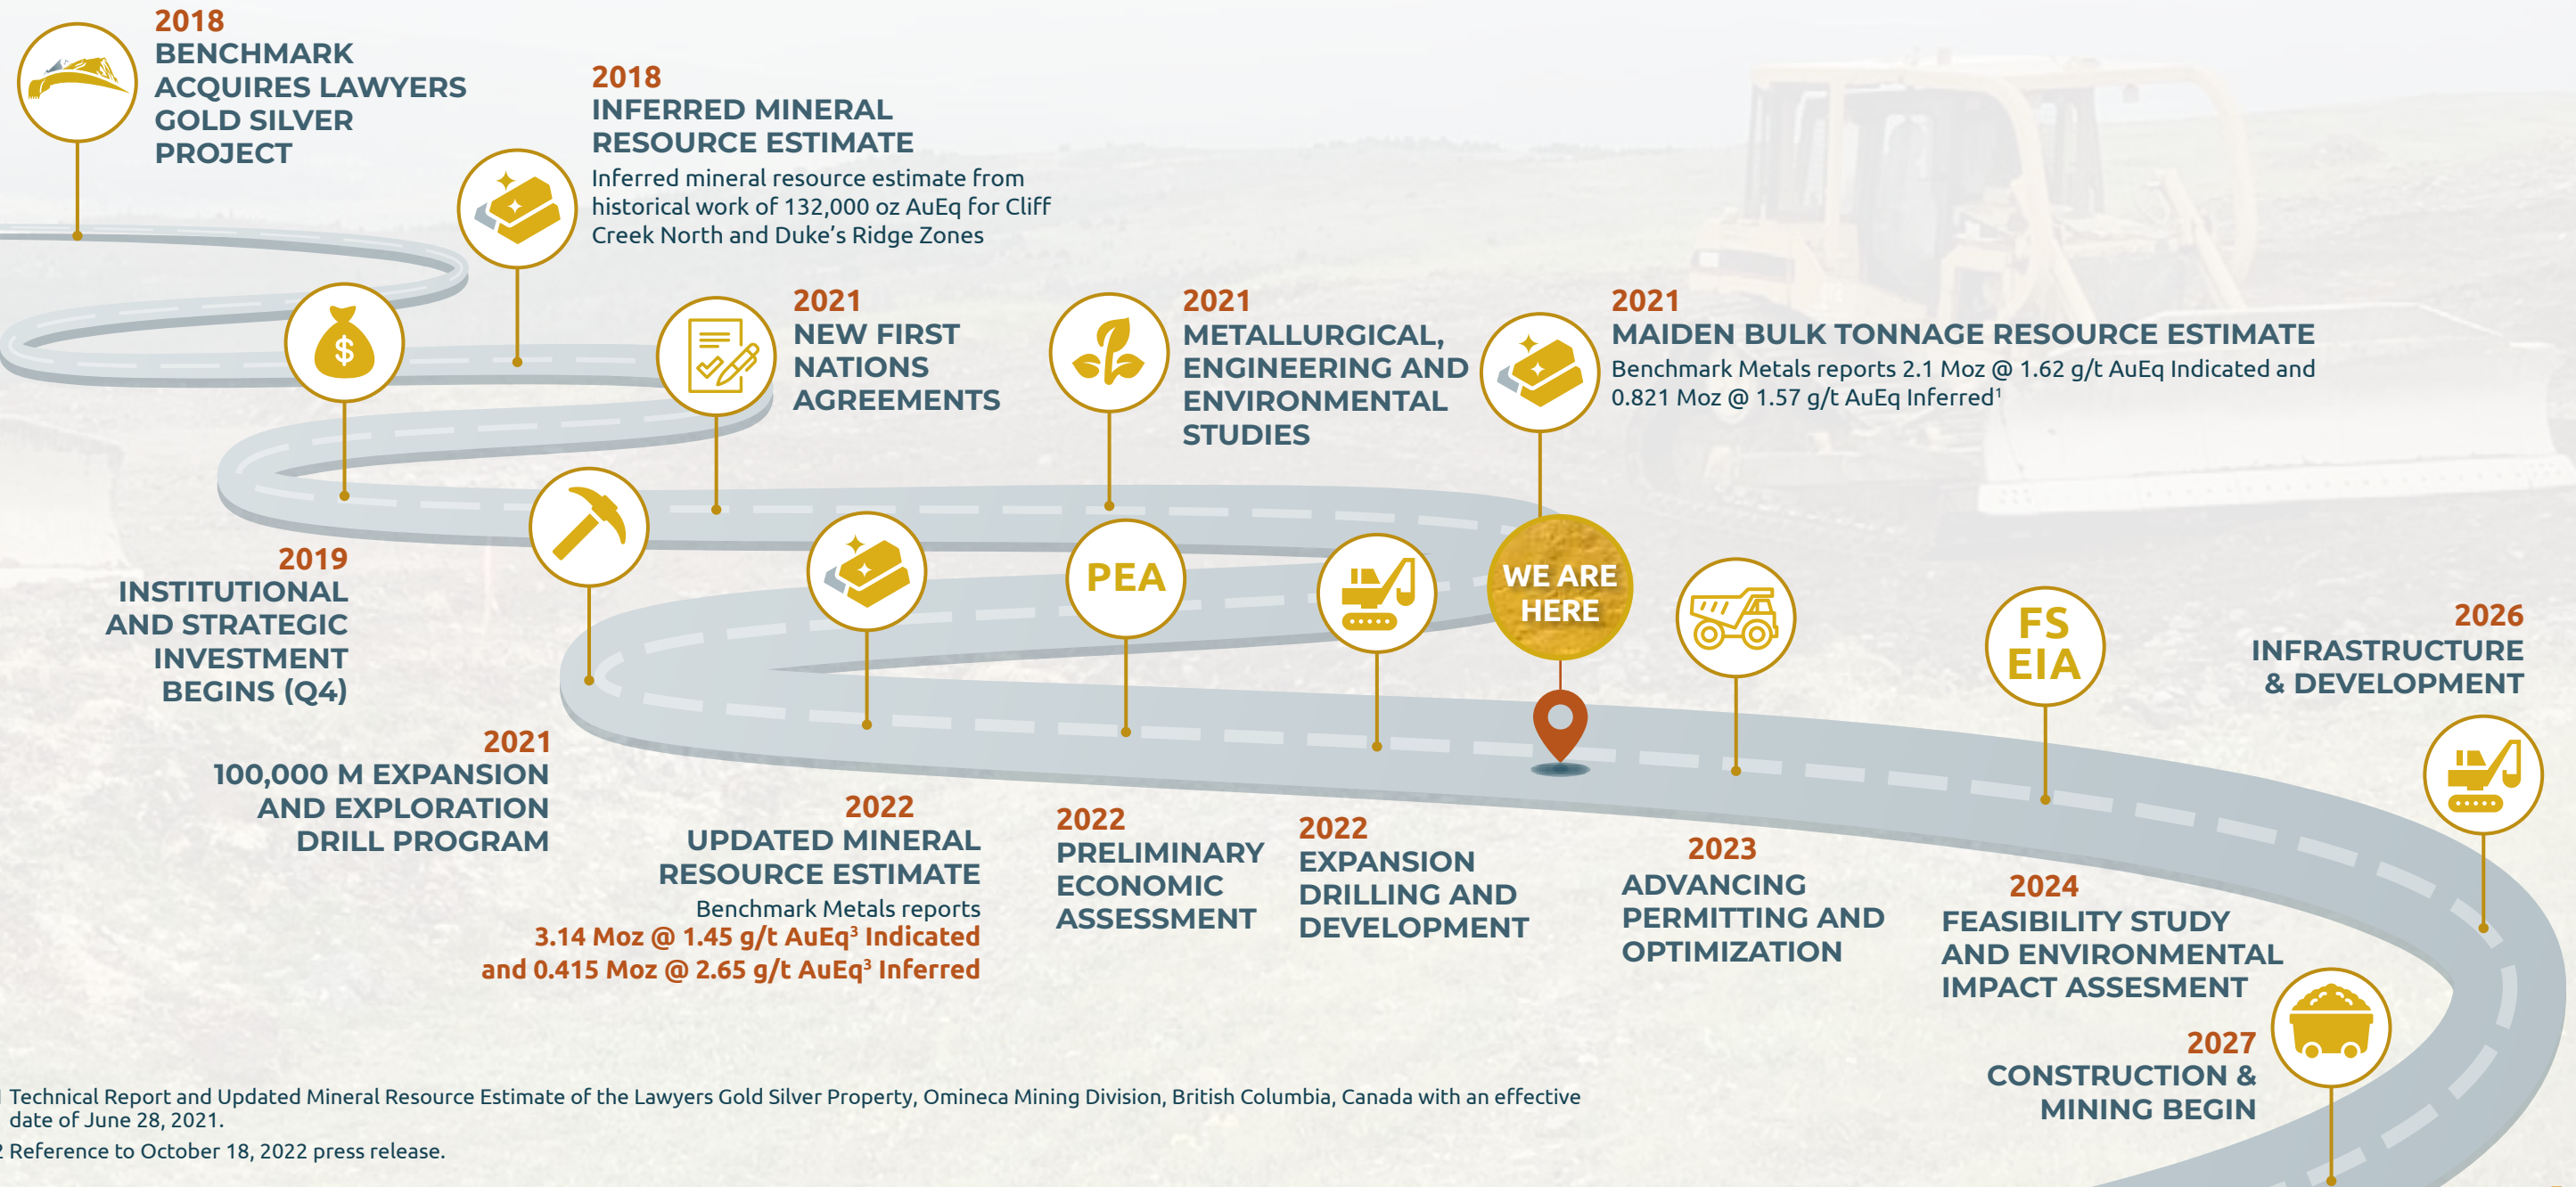 2018
BENCHMARK
ACQUIRES LAWYERS
GOLD SILVER
PROJECT
2018
INFERRED MINERAL
RESOURCE ESTIMATE
Inferred mineral resource estimate from
historical work of 132,000 oz AuEq for Cliff
Creek North and Duke’s Ridge Zones
$
2019
INSTITUTIONAL
AND STRATEGIC
INVESTMENT
BEGINS (Q4)
2021
NEW FIRST
NATIONS
AGREEMENTS
2021
METALLURGICAL,
ENGINEERING AND
ENVIRONMENTAL
STUDIES
2021
MAIDEN BULK TONNAGE RESOURCE ESTIMATE
Benchmark Metals reports 2.1 Moz @ 1.62 g/t AuEq Indicated and
0.821 Moz @ 1.57 g/t AuEq Inferred¹
2021
100,000 M EXPANSION
AND EXPLORATION
DRILL PROGRAM
2022
UPDATED MINERAL
RESOURCE ESTIMATE
Benchmark Metals reports
3.14 Moz @ 1.45 g/t AuEq³ Indicated
and 0.415 Moz @ 2.65 g/t AuEq³ Inferred
PEA
2022
PRELIMINARY
ECONOMIC
ASSESSMENT
2022
EXPANSION
DRILLING AND
DEVELOPMENT
WE ARE
HERE
2023
ADVANCING
PERMITTING AND
OPTIMIZATION
FS
EIA
2024
FEASIBILITY STUDY
AND ENVIRONMENTAL
IMPACT ASSESMENT
2026
INFRASTRUCTURE
& DEVELOPMENT
2027
CONSTRUCTION &
MINING BEGIN
1 Technical Report and Updated Mineral Resource Estimate of the Lawyers Gold Silver Property, Omineca Mining Division, British Columbia, Canada with an effective
date of June 28, 2021.
2 Reference to October 18, 2022 press release.